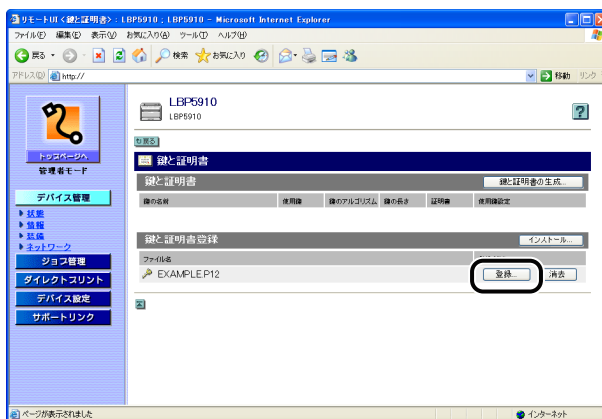 リモートUI <鍵と証明書> : LBP5910 ; LBP5910 - Microsoft Internet Explorer
ファイル(F) 編集(E) 表示(V) お気に入り(A) ツール(T) ヘルプ(H)
戻る 検索 お気に入り
アドレス(D) http:// 移動 リンク
LBP5910
LBP5910
戻る
トップページへ
管理者モード
鍵と証明書
鍵と証明書 鍵と証明書の生成...
鍵の名前 使用鍵 鍵のアルゴリズム 鍵の長さ 証明書 使用鍵設定
デバイス管理
状態
情報
装備
ネットワーク
ジョブ管理
ダイレクトプリント
デバイス設定
サポートリンク
鍵と証明書登録 インストール...
ファイル名
EXAMPLE.P12 登録... 消去
ページが表示されました インターネット